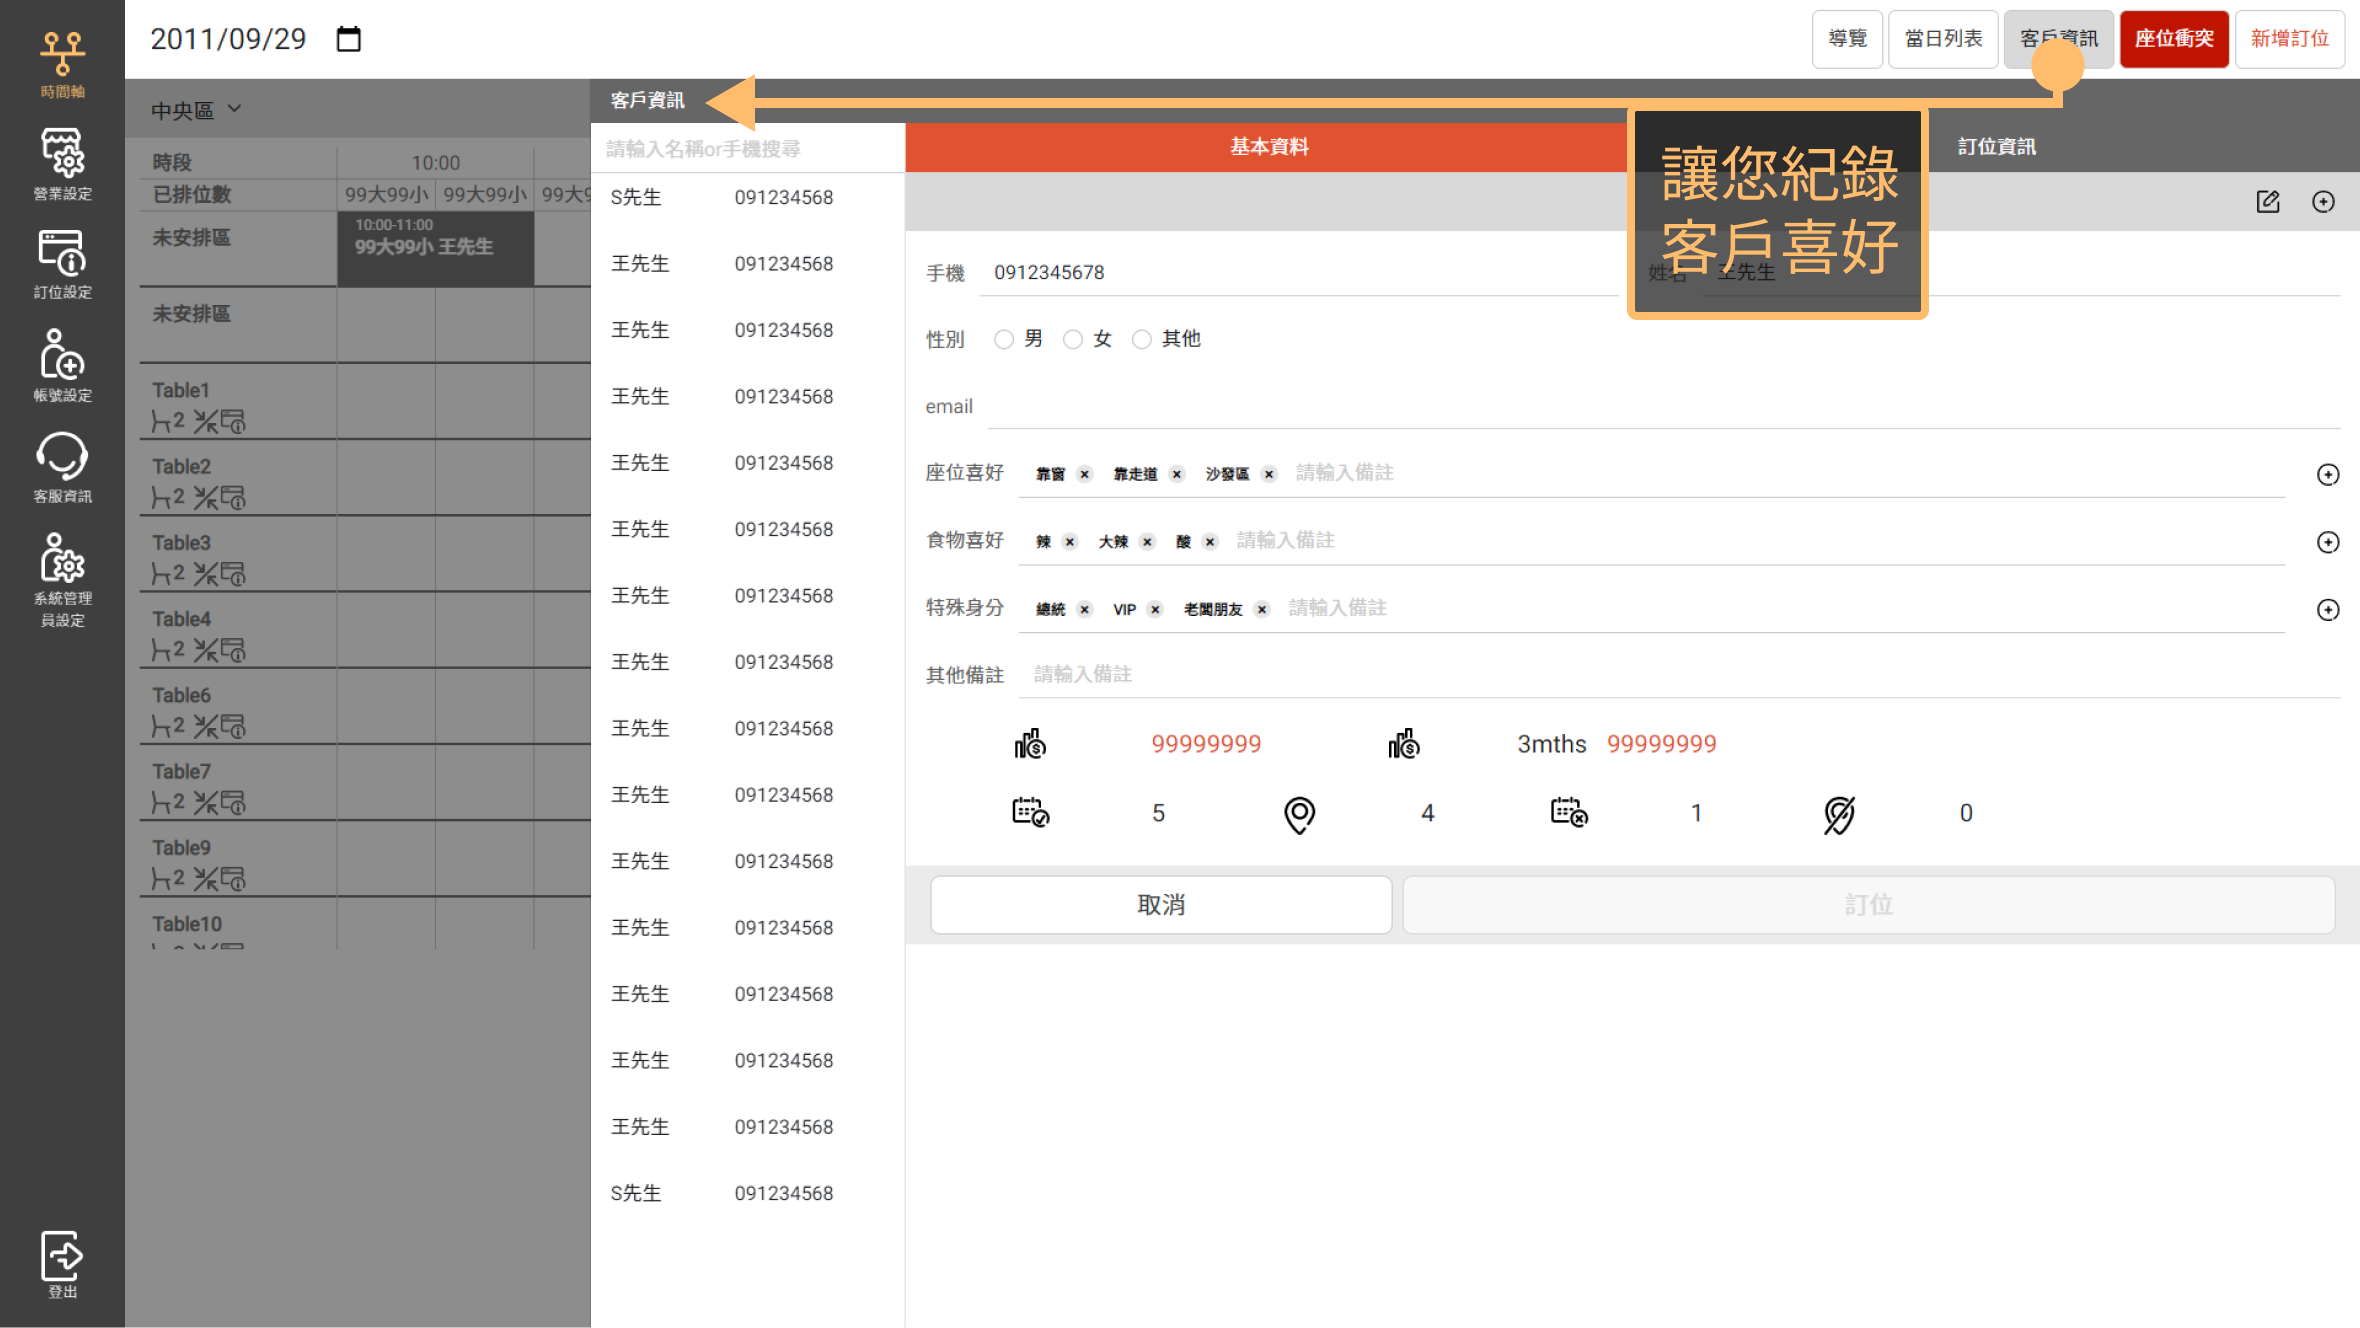 2011/09/29
導覽
當日列表
客戶資訊
座位衝突
新增訂位
時間軸
營業設定
訂位設定
帳號設定
客服資訊
系統管理
員設定
登出
中央區
時段 10:00
已排位數 99大99小 99大99小 99大9
未安排區
10:00-11:00
99大99小 王先生
未安排區
Table1
2
Table2
2
Table3
2
Table4
2
Table6
2
Table7
2
Table9
2
Table10
客戶資訊
請輸入名稱or手機搜尋
S先生 091234568
王先生 091234568
王先生 091234568
王先生 091234568
王先生 091234568
王先生 091234568
王先生 091234568
王先生 091234568
王先生 091234568
王先生 091234568
王先生 091234568
王先生 091234568
王先生 091234568
王先生 091234568
王先生 091234568
S先生 091234568
基本資料
訂位資訊
讓您紀錄
客戶喜好
手機 0912345678
姓名 王先生
性別 男 女 其他
email
座位喜好 靠窗 靠走道 沙發區 請輸入備註
食物喜好 辣 大辣 酸 請輸入備註
特殊身分 總統 VIP 老闆朋友 請輸入備註
其他備註 請輸入備註
99999999 3mths 99999999
5 4 1 0
取消
訂位